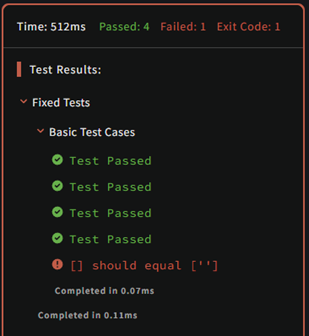 Time: 512ms Passed: 4 Failed: 1 Exit Code: 1
Test Results:
Fixed Tests
Basic Test Cases
Test Passed
Test Passed
Test Passed
Test Passed
[] should equal ['']
Completed in 0.07ms
Completed in 0.11ms